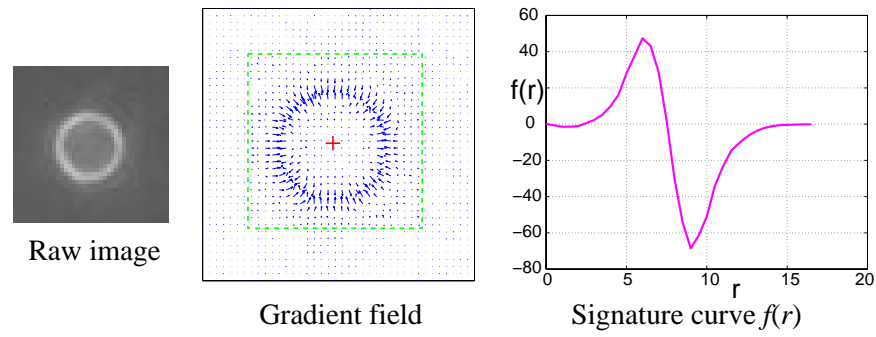 60
40
f(r)
20
0
−20
−40
−60
−80
0
5
10
15
20
r
Raw image
Gradient field
Signature curve f(r)